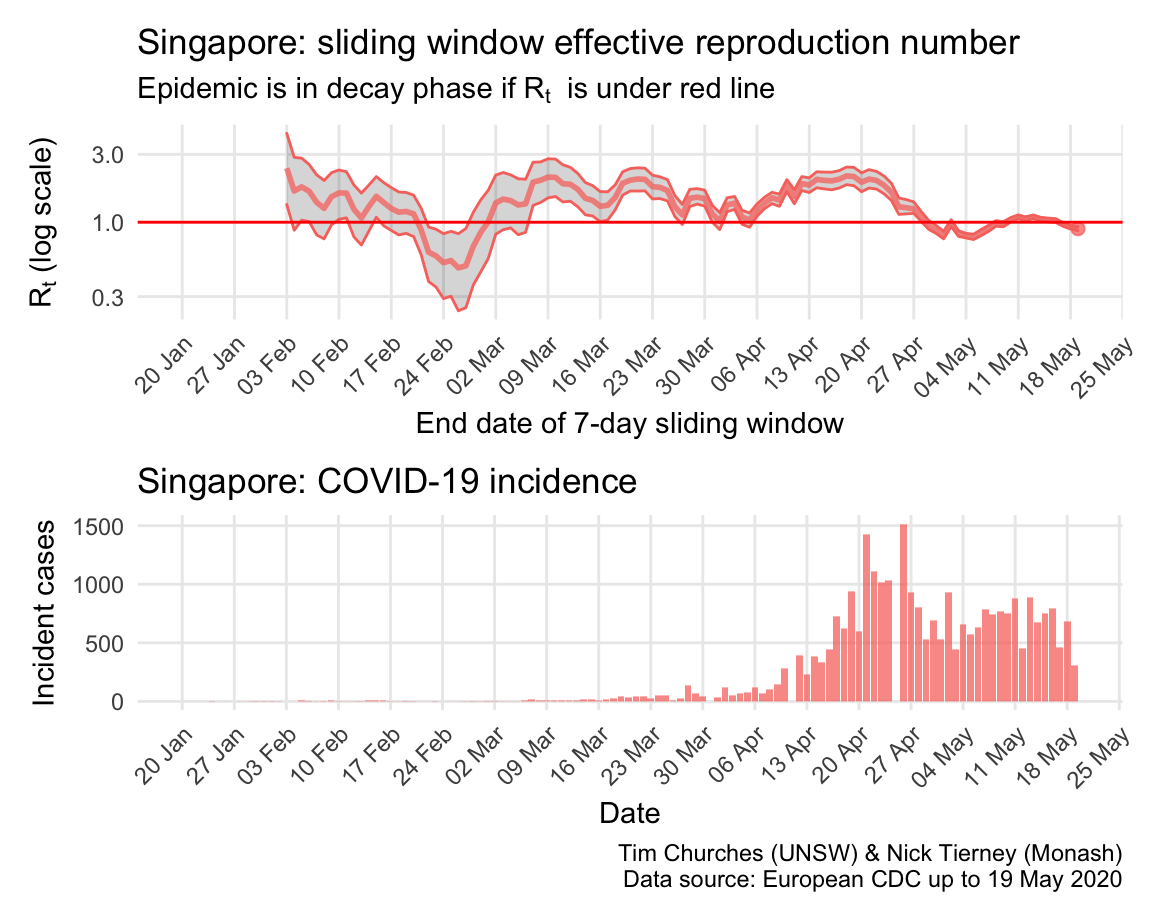 Singapore: sliding window effective reproduction number
Epidemic is in decay phase if Rt is under red line
Rt (log scale)
3.0
1.0
0.3
20 Jan
27 Jan
03 Feb
10 Feb
17 Feb
24 Feb
02 Mar
09 Mar
16 Mar
23 Mar
30 Mar
06 Apr
13 Apr
20 Apr
27 Apr
04 May
11 May
18 May
25 May
End date of 7-day sliding window
Singapore: COVID-19 incidence
Incident cases
1500
1000
500
0
20 Jan
27 Jan
03 Feb
10 Feb
17 Feb
24 Feb
02 Mar
09 Mar
16 Mar
23 Mar
30 Mar
06 Apr
13 Apr
20 Apr
27 Apr
04 May
11 May
18 May
25 May
Date
Tim Churches (UNSW) & Nick Tierney (Monash)
Data source: European CDC up to 19 May 2020